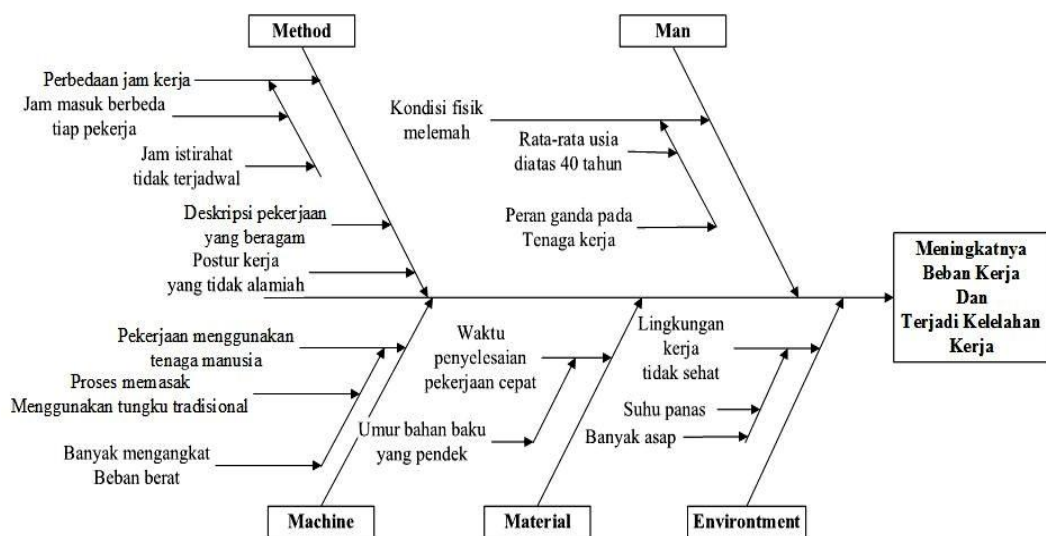 Method
Man
Perbedaan jam kerja
Jam masuk berbeda
tiap pekerja
Jam istirahat
tidak terjadwal
Deskripsi pekerjaan
yang beragam
Postur kerja
yang tidak alamiah
Kondisi fisik
melemah
Rata-rata usia
diatas 40 tahun
Peran ganda pada
Tenaga kerja
Meningkatnya
Beban Kerja
Dan
Terjadi Kelelahan
Kerja
Pekerjaan menggunakan
tenaga manusia
Proses memasak
Menggunakan tungku tradisional
Banyak mengangkat
Beban berat
Waktu
penyelesaian
pekerjaan cepat
Umur bahan baku
yang pendek
Lingkungan
kerja
tidak sehat
Suhu panas
Banyak asap
Machine
Material
Environtment